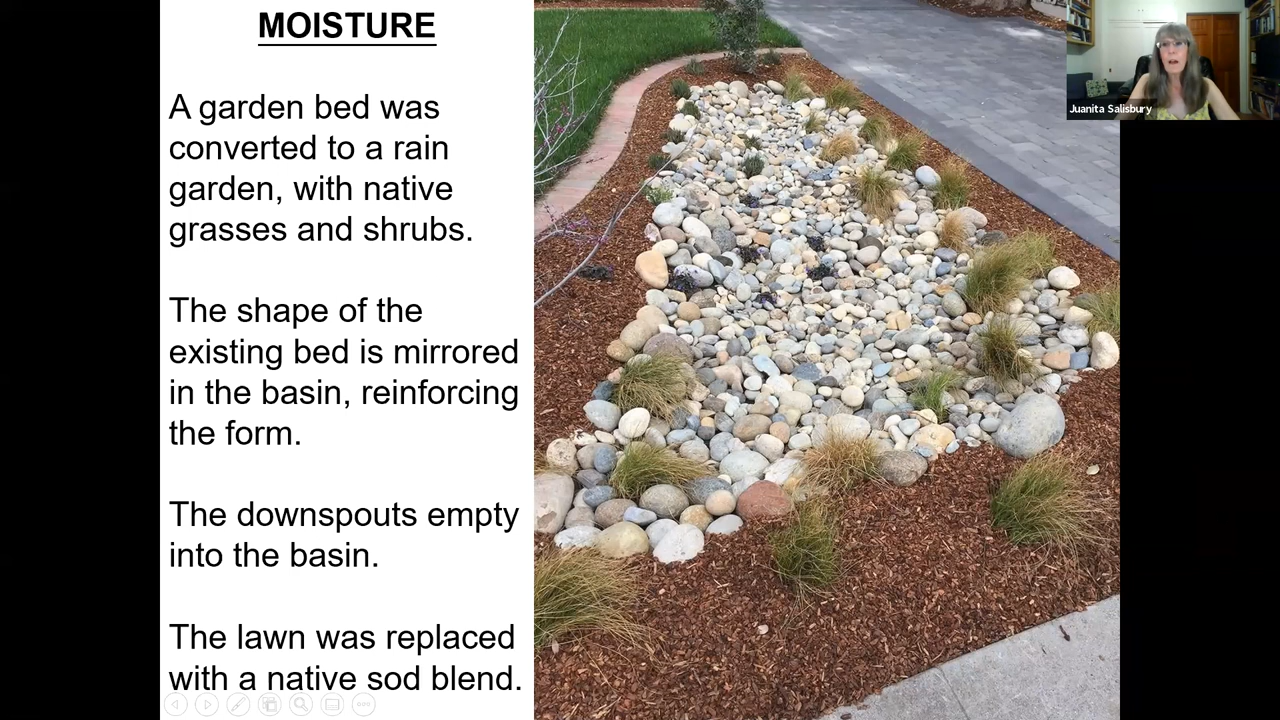 MOISTURE
A garden bed was
converted to a rain
garden, with native
grasses and shrubs.
The shape of the
existing bed is mirrored
in the basin, reinforcing
the form.
The downspouts empty
into the basin.
The lawn was replaced
with a native sod blend.
Juanita Salisbury